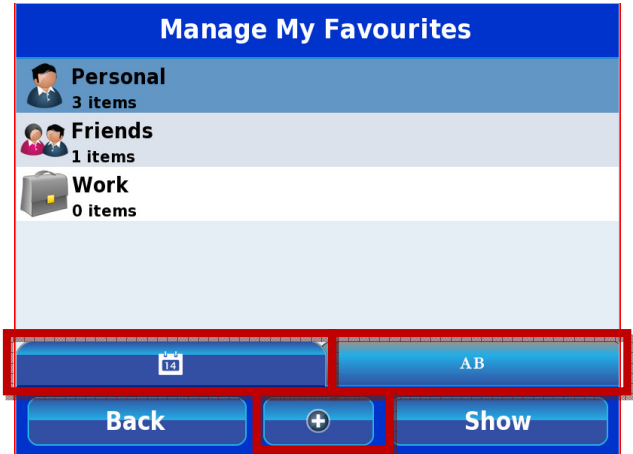 Manage My Favourites
Personal
3 items
Friends
1 items
Work
0 items
14
AB
Back
Show